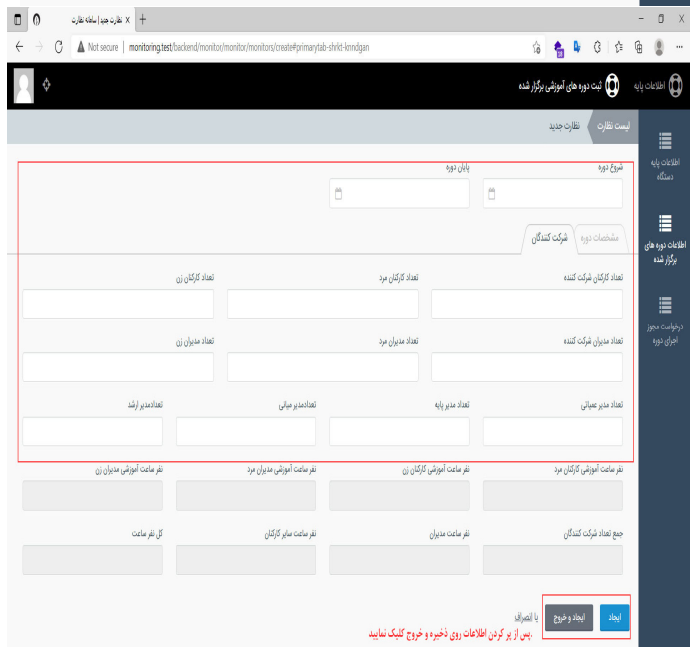 نظارت جدید | سامانه نظارت
Not secure | monitoring.test/backend/monitor/monitor/monitors/create#primarytab-shrkt-knndgan
اطلاعات پایه
ثبت دوره های آموزشی برگزار شده
لیست نظارت
نظارت جدید
اطلاعات پایه
دستگاه
اطلاعات دوره های
برگزار شده
درخواست مجوز
اجرای دوره
شروع دوره
پایان دوره
مشخصات دوره
شرکت کنندگان
تعداد کارکنان شرکت کننده
تعداد کارکنان مرد
تعداد کارکنان زن
تعداد مدیران شرکت کننده
تعداد مدیران مرد
تعداد مدیران زن
تعداد مدیر عمیاتی
تعداد مدیر پایه
تعدادمدیر میانی
تعدادمدیر ارشد
نفر ساعت آموزشی کارکنان مرد
نفر ساعت آموزشی کارکنان زن
نفر ساعت آموزشی مدیران مرد
نفر ساعت آموزشی مدیران زن
جمع تعداد شرکت کنندگان
نفر ساعت مدیران
نفر ساعت سایر کارکنان
کل نفر ساعت
ایجاد
ایجاد و خروج
یا انصراف
پس از پر کردن اطلاعات روی ذخیره و خروج کلیک نمایید.